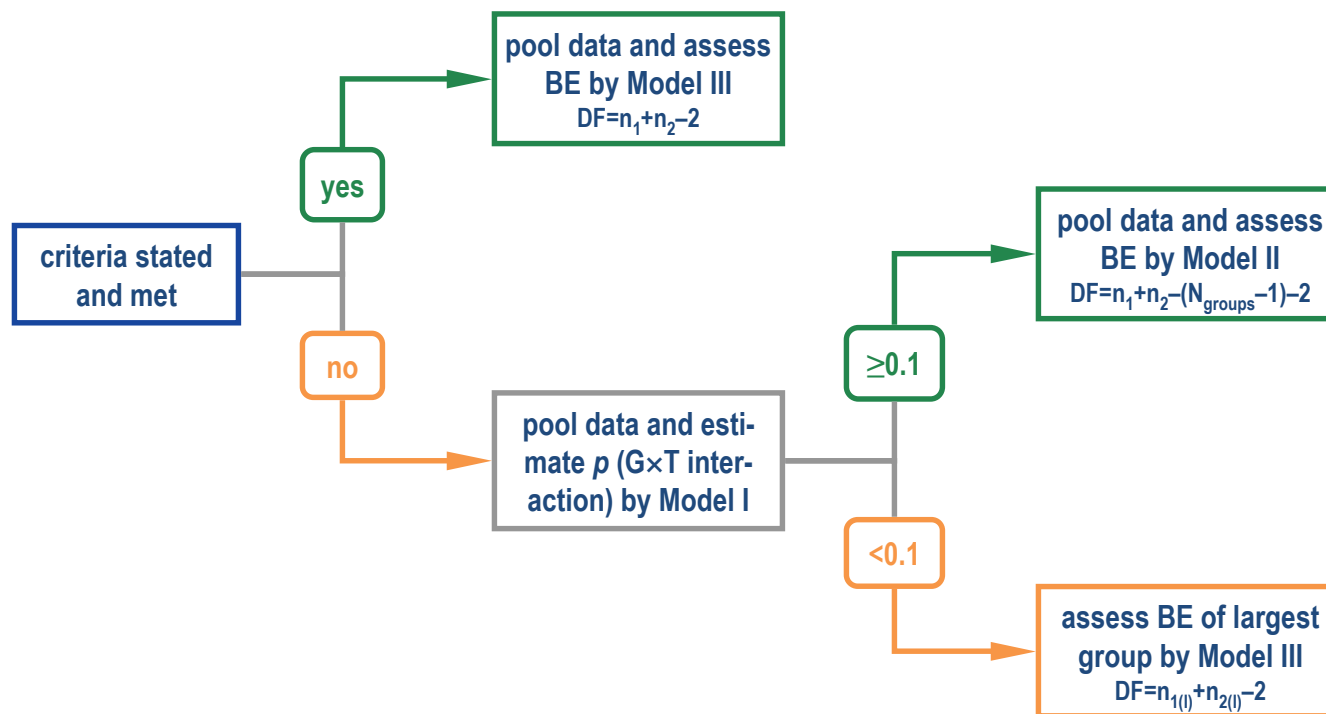 pool data and assess
BE by Model III
DF=n₁+n₂–2
yes
criteria stated
and met
pool data and assess
BE by Model II
DF=n₁+n₂–(N_groups–1)–2
no
≥0.1
pool data and esti-
mate p (G×T inter-
action) by Model I
<0.1
assess BE of largest
group by Model III
DF=n₁₍ₗ₎+n₂₍ₗ₎–2